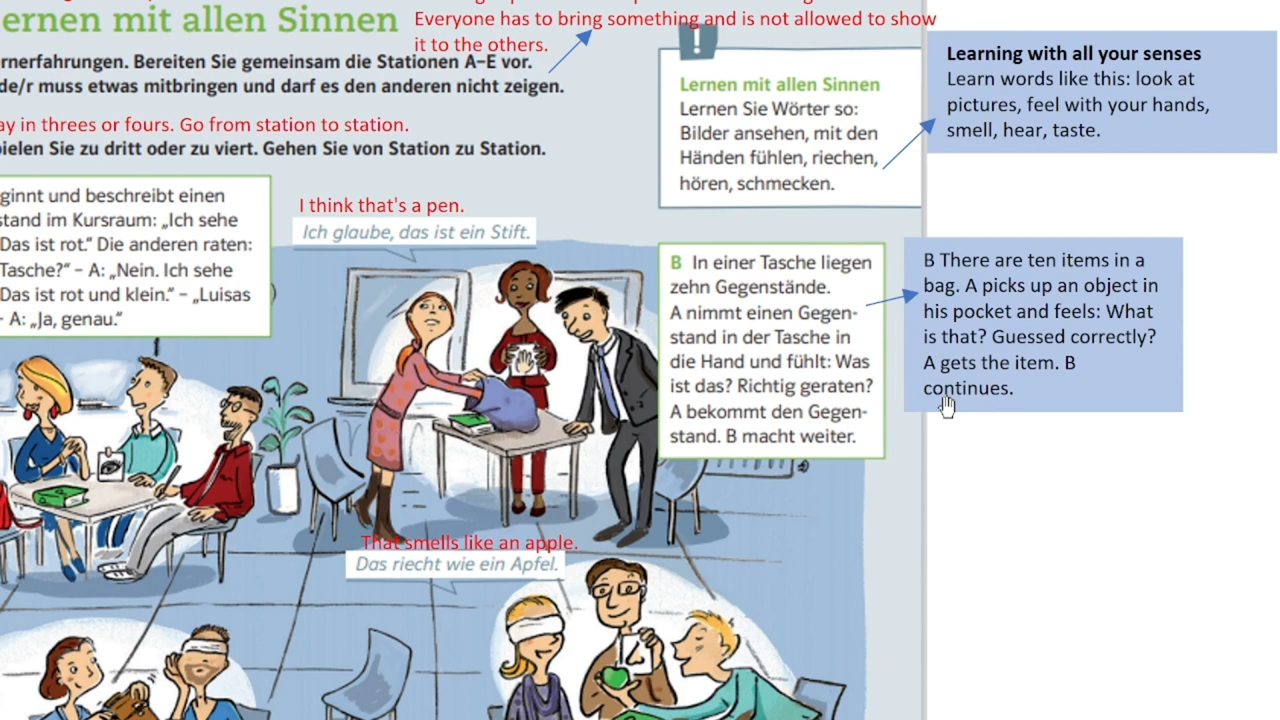 Everyone has to bring something and is not allowed to show
it to the others.
ernen mit allen Sinnen
rnerfahrungen. Bereiten Sie gemeinsam die Stationen A–E vor.
de/r muss etwas mitbringen und darf es den anderen nicht zeigen.
ay in threes or fours. Go from station to station.
pielen Sie zu dritt oder zu viert. Gehen Sie von Station zu Station.
!
Lernen mit allen Sinnen
Lernen Sie Wörter so:
Bilder ansehen, mit den
Händen fühlen, riechen,
hören, schmecken.
Learning with all your senses
Learn words like this: look at
pictures, feel with your hands,
smell, hear, taste.
ginnt und beschreibt einen
stand im Kursraum: „Ich sehe
Das ist rot.“ Die anderen raten:
Tasche?“ – A: „Nein. Ich sehe
Das ist rot und klein.“ – „Luisas
– A: „Ja, genau.“
I think that's a pen.
Ich glaube, das ist ein Stift.
B In einer Tasche liegen
zehn Gegenstände.
A nimmt einen Gegen-
stand in der Tasche in
die Hand und fühlt: Was
ist das? Richtig geraten?
A bekommt den Gegen-
stand. B macht weiter.
B There are ten items in a
bag. A picks up an object in
his pocket and feels: What
is that? Guessed correctly?
A gets the item. B
continues.
That smells like an apple.
Das riecht wie ein Apfel.